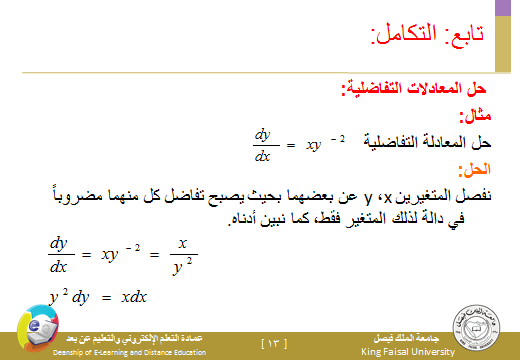 تابع: التكامل:
حل المعادلات التفاضلية:
مثال:
حل المعادلة التفاضلية dy/dx = xy⁻²
الحل:
نفصل المتغيرين x، y عن بعضهما بحيث يصبح تفاضل كل منهما مضروباً
في دالة لذلك المتغير فقط، كما نبين أدناه.
dy/dx = xy⁻² = x/y²
y² dy = xdx
جامعة الملك فيصل
King Faisal University
[ ١٣ ]
عمادة التعلم الإلكتروني والتعليم عن بعد
Deanship of E-Learning and Distance Education